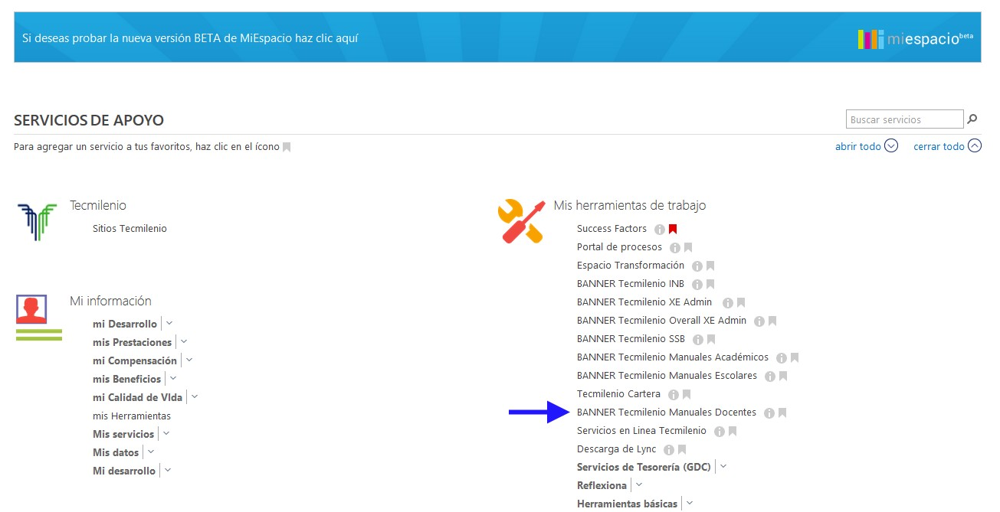 Si deseas probar la nueva versión BETA de MiEspacio haz clic aquí
miespacio beta
SERVICIOS DE APOYO
Buscar servicios
Para agregar un servicio a tus favoritos, haz clic en el ícono
abrir todo
cerrar todo
Tecmilenio
Sitios Tecmilenio
Mi información
mi Desarrollo
mis Prestaciones
mi Compensación
mis Beneficios
mi Calidad de VIda
mis Herramientas
Mis servicios
Mis datos
Mi desarrollo
Mis herramientas de trabajo
Success Factors
Portal de procesos
Espacio Transformación
BANNER Tecmilenio INB
BANNER Tecmilenio XE Admin
BANNER Tecmilenio Overall XE Admin
BANNER Tecmilenio SSB
BANNER Tecmilenio Manuales Académicos
BANNER Tecmilenio Manuales Escolares
Tecmilenio Cartera
BANNER Tecmilenio Manuales Docentes
Servicios en Linea Tecmilenio
Descarga de Lync
Servicios de Tesorería (GDC)
Reflexiona
Herramientas básicas